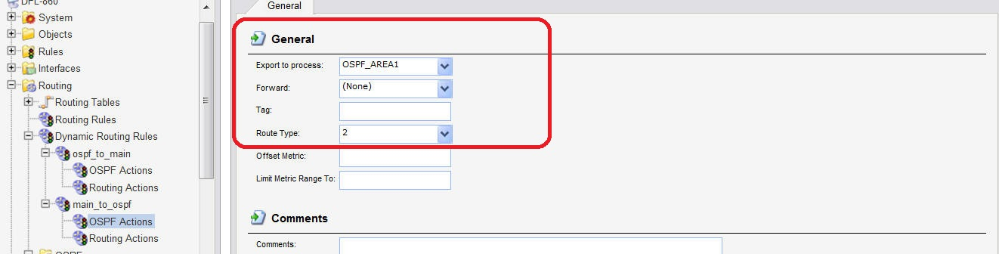 DFL-860
System
Objects
Rules
Interfaces
Routing
Routing Tables
Routing Rules
Dynamic Routing Rules
ospf_to_main
OSPF Actions
Routing Actions
main_to_ospf
OSPF Actions
Routing Actions
OSPF
General
General
Export to process: OSPF_AREA1
Forward: (None)
Tag:
Route Type: 2
Offset Metric:
Limit Metric Range To:
Comments
Comments: